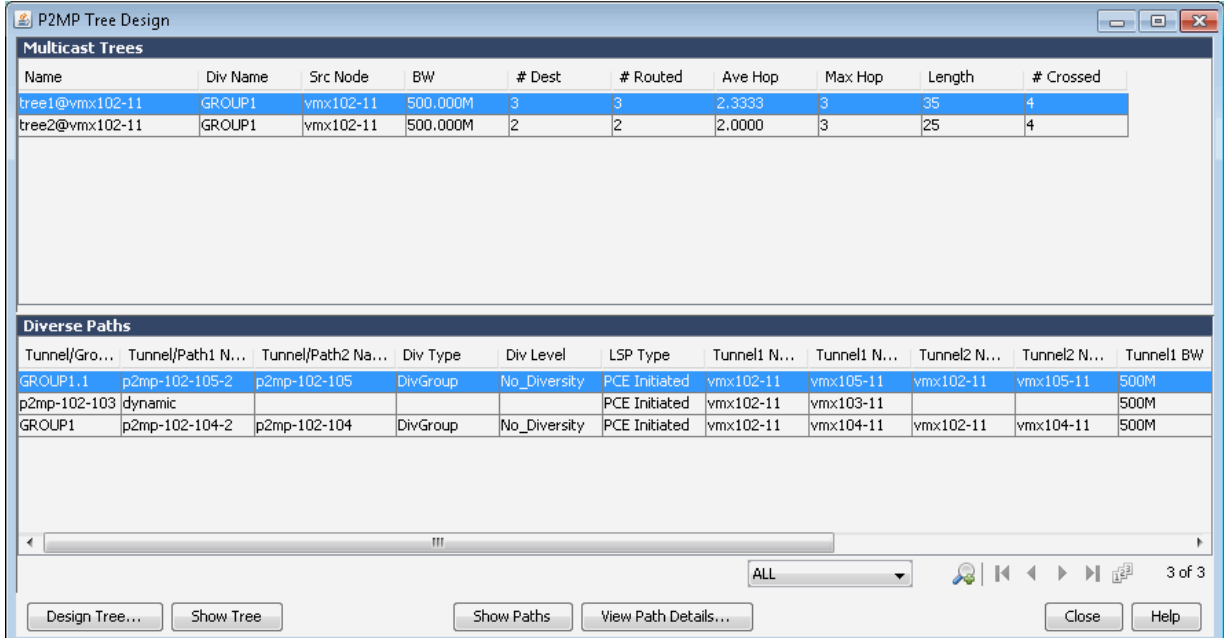 P2MP Tree Design
Multicast Trees
Name Div Name Src Node BW # Dest # Routed Ave Hop Max Hop Length # Crossed
tree1@vmx102-11 GROUP1 vmx102-11 500.000M 3 3 2.3333 3 35 4
tree2@vmx102-11 GROUP1 vmx102-11 500.000M 2 2 2.0000 3 25 4
Diverse Paths
Tunnel/Gro... Tunnel/Path1 N... Tunnel/Path2 Na... Div Type Div Level LSP Type Tunnel1 N... Tunnel1 N... Tunnel2 N... Tunnel2 N... Tunnel1 BW
GROUP1.1 p2mp-102-105-2 p2mp-102-105 DivGroup No_Diversity PCE Initiated vmx102-11 vmx105-11 vmx102-11 vmx105-11 500M
p2mp-102-103 dynamic PCE Initiated vmx102-11 vmx103-11 500M
GROUP1 p2mp-102-104-2 p2mp-102-104 DivGroup No_Diversity PCE Initiated vmx102-11 vmx104-11 vmx102-11 vmx104-11 500M
ALL 3 of 3
Design Tree... Show Tree Show Paths View Path Details... Close Help